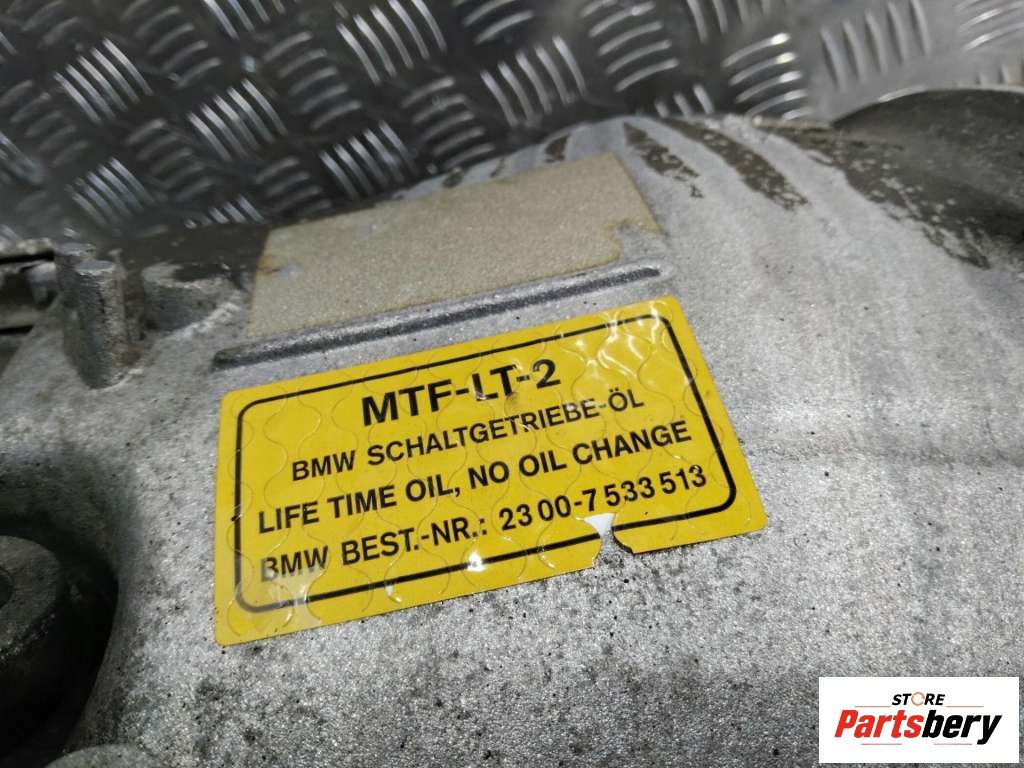 MTF-LT-2
BMW SCHALTGETRIEBE-ÖL
LIFE TIME OIL, NO OIL CHANGE
BMW BEST.-NR.: 23 00-7 533 513
STORE
Partsbery